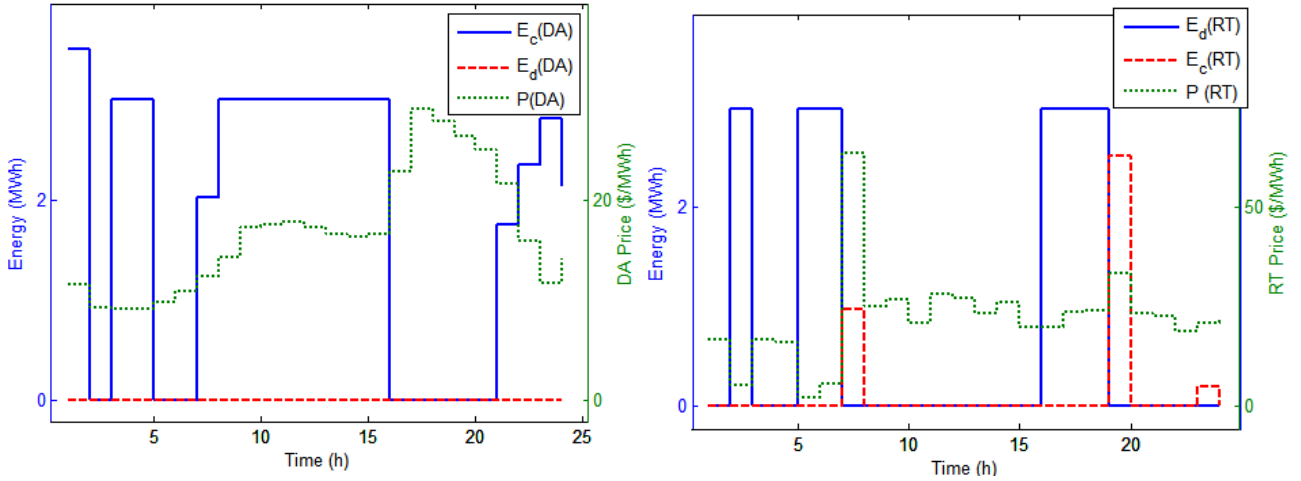 E_c(DA)
E_d(DA)
P(DA)
Energy (MWh)
2
0
20
0
DA Price ($/MWh)
5
10
15
20
25
Time (h)
E_d(RT)
E_c(RT)
P (RT)
Energy (MWh)
2
0
50
0
RT Price ($/MWh)
5
10
15
20
Time (h)